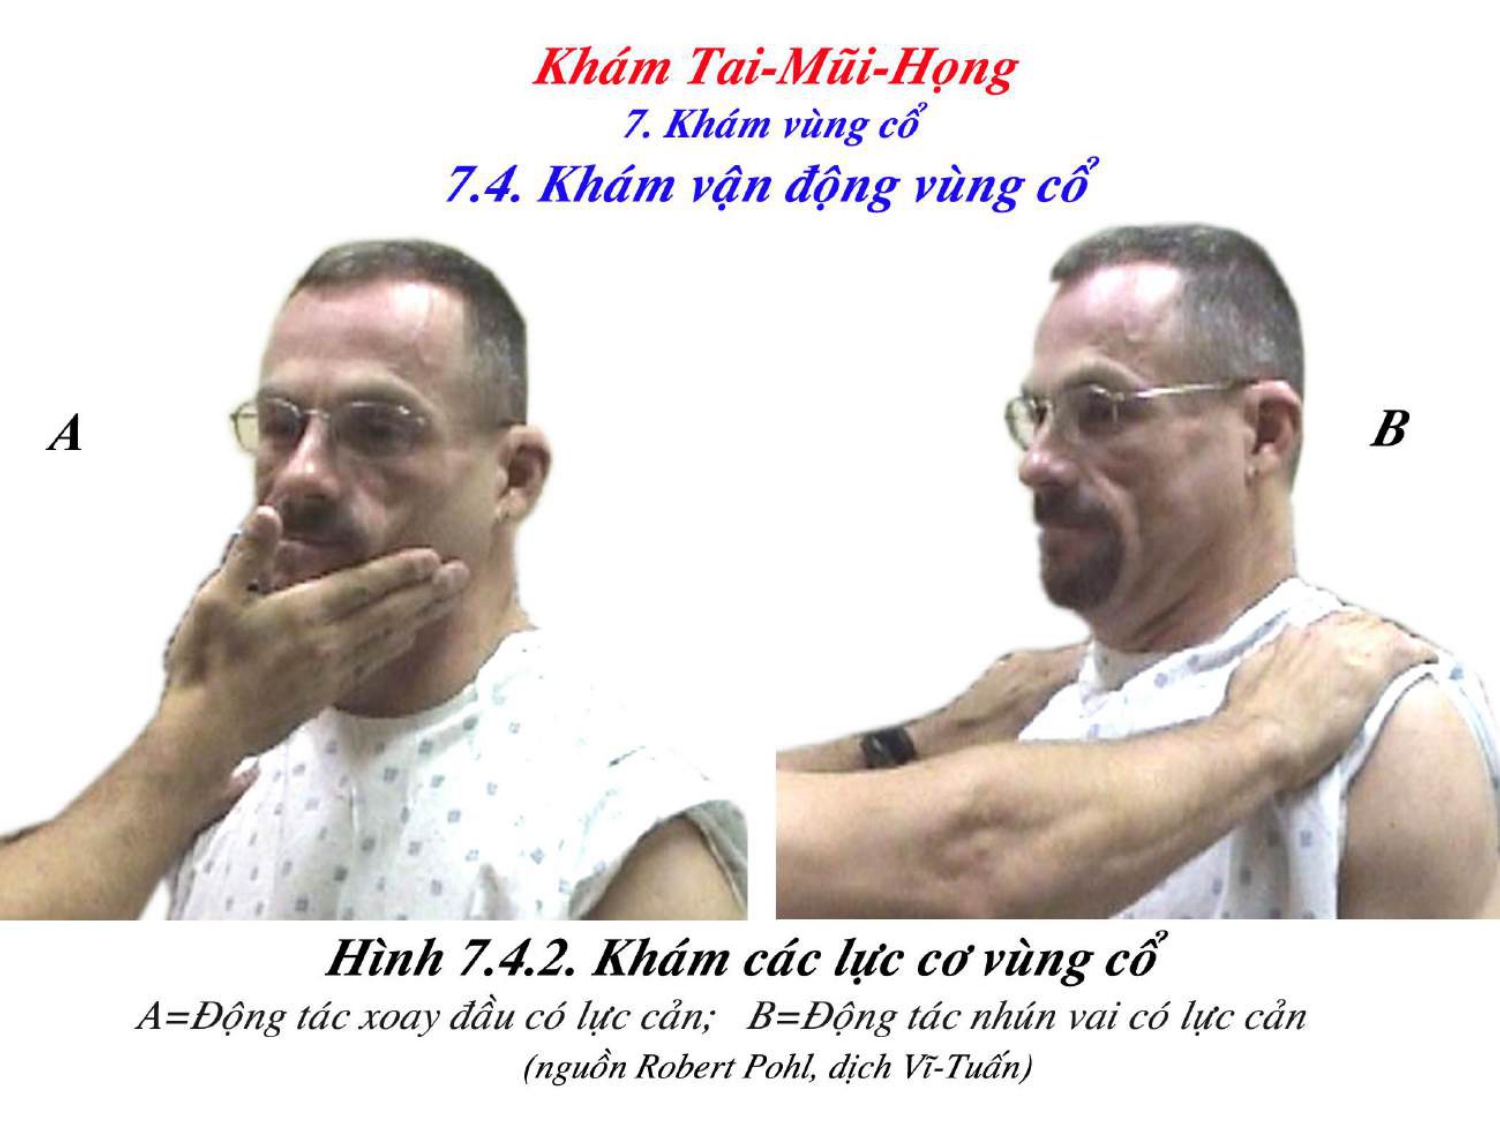 Khám Tai-Mũi-Họng
7. Khám vùng cổ
7.4. Khám vận động vùng cổ
A
B
Hình 7.4.2. Khám các lực cơ vùng cổ
A=Động tác xoay đầu có lực cản; B=Động tác nhún vai có lực cản
(nguồn Robert Pohl, dịch Vĩ-Tuấn)